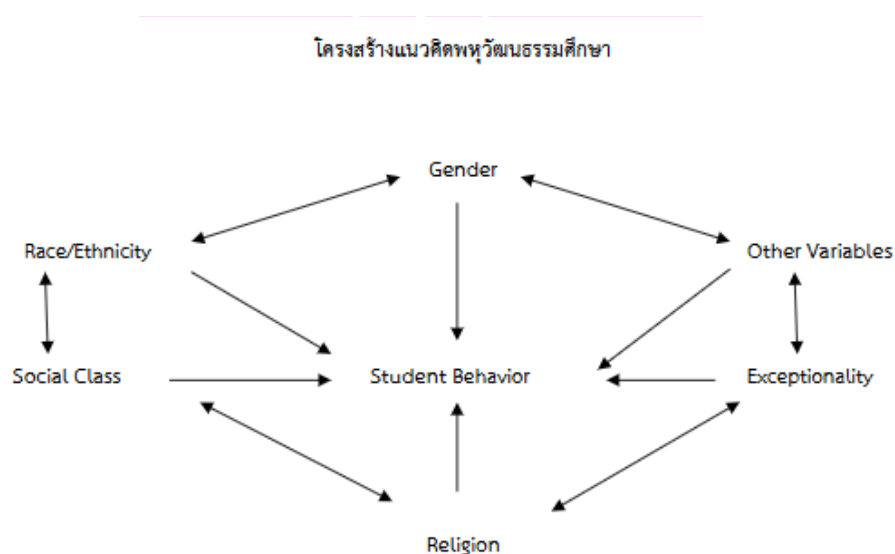 โครงสร้างแนวคิดพหุวัฒนธรรมศึกษา
Gender
Race/Ethnicity
Other Variables
Social Class
Student Behavior
Exceptionality
Religion